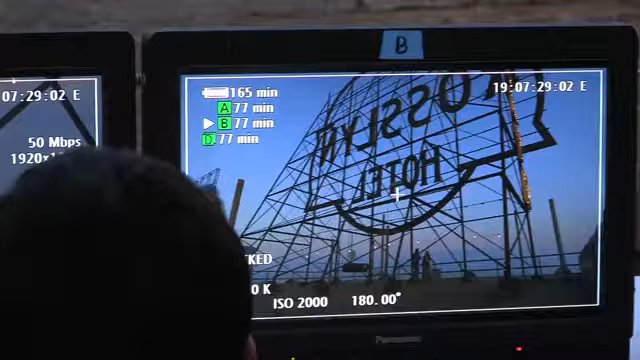 B
07:29:02 E
50 Mbps
165 min
A 77 min
B 77 min
D 77 min
19:07:29:02 E
ROSSLYN
HOTEL
ISO 2000 180.00°
Panasonic